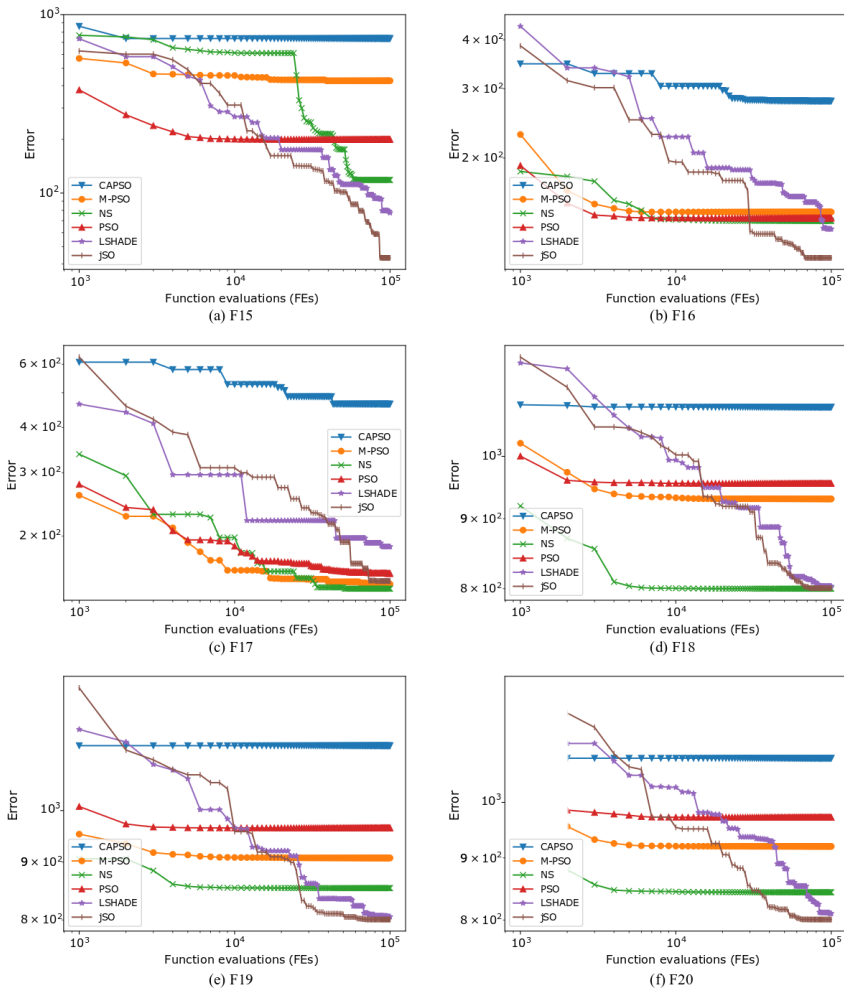 10³
10²
Error
CAPSO
M-PSO
NS
PSO
LSHADE
jSO
10³
10⁴
10⁵
Function evaluations (FEs)
(a) F15
4 × 10²
3 × 10²
2 × 10²
Error
CAPSO
M-PSO
NS
PSO
LSHADE
jSO
10³
10⁴
10⁵
Function evaluations (FEs)
(b) F16
6 × 10²
4 × 10²
3 × 10²
2 × 10²
Error
CAPSO
M-PSO
NS
PSO
LSHADE
jSO
10³
10⁴
10⁵
Function evaluations (FEs)
(c) F17
10³
9 × 10²
8 × 10²
Error
CAPSO
M-PSO
NS
PSO
LSHADE
jSO
10³
10⁴
10⁵
Function evaluations (FEs)
(d) F18
10³
9 × 10²
8 × 10²
Error
CAPSO
M-PSO
NS
PSO
LSHADE
jSO
10³
10⁴
10⁵
Function evaluations (FEs)
(e) F19
10³
9 × 10²
8 × 10²
Error
CAPSO
M-PSO
NS
PSO
LSHADE
jSO
10³
10⁴
10⁵
Function evaluations (FEs)
(f) F20